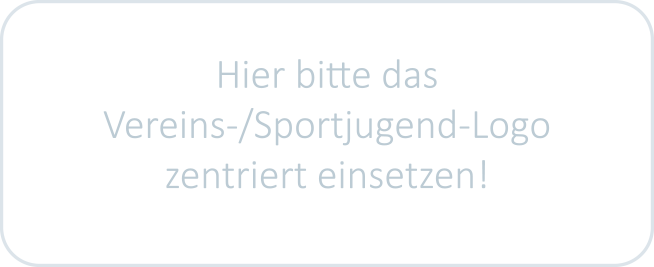 Hier bitte das
Vereins-/Sportjugend-Logo
zentriert einsetzen!